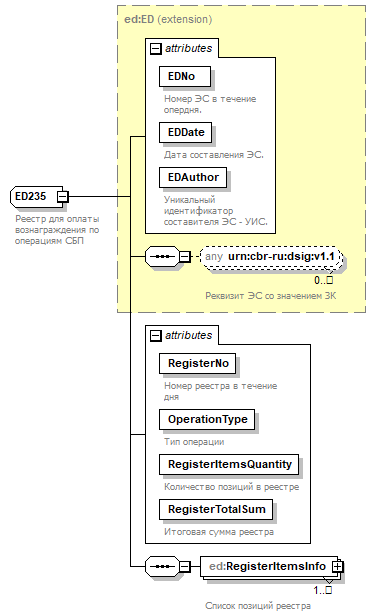 ed:ED (extension)
attributes
EDNo
Номер ЭС в течение
опердня.
EDDate
Дата составления ЭС.
EDAuthor
Уникальный
идентификатор
составителя ЭС - УИС.
ED235
Реестр для оплаты
вознаграждения по
операциям СБП
any urn:cbr-ru:dsig:v1.1
0..
Реквизит ЭС со значением ЗК
attributes
RegisterNo
Номер реестра в течение
дня
OperationType
Тип операции
RegisterItemsQuantity
Количество позиций в реестре
RegisterTotalSum
Итоговая сумма реестра
ed:RegisterItemsInfo
1..
Список позиций реестра